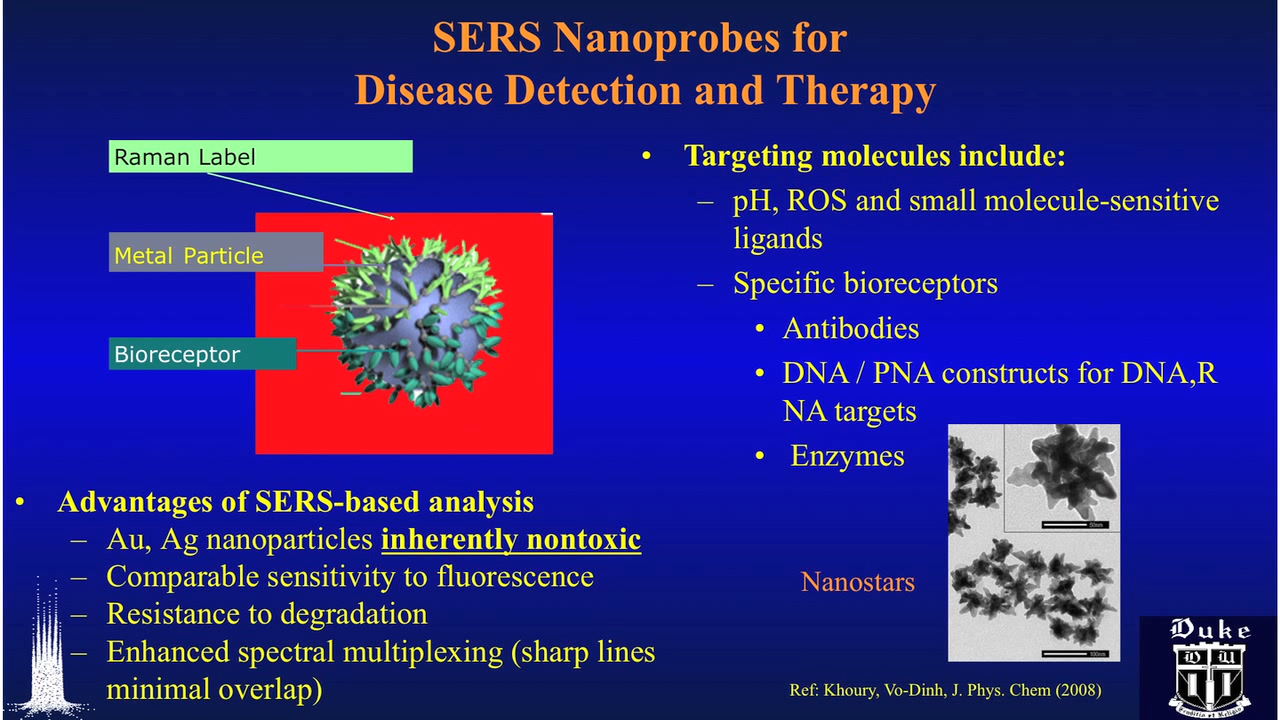 SERS Nanoprobes for
Disease Detection and Therapy
Raman Label
Metal Particle
Bioreceptor
• Targeting molecules include:
– pH, ROS and small molecule-sensitive
ligands
– Specific bioreceptors
• Antibodies
• DNA / PNA constructs for DNA,R
NA targets
• Enzymes
• Advantages of SERS-based analysis
– Au, Ag nanoparticles inherently nontoxic
– Comparable sensitivity to fluorescence
– Resistance to degradation
– Enhanced spectral multiplexing (sharp lines
minimal overlap)
Nanostars
50nm
100nm
Ref: Khoury, Vo-Dinh, J. Phys. Chem (2008)
Duke
D U